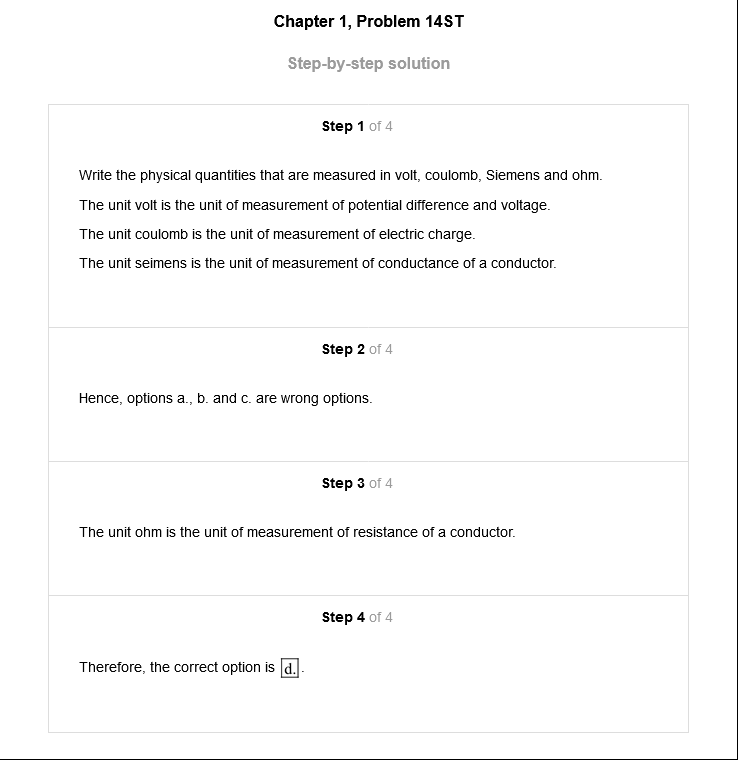 Chapter 1, Problem 14ST
Step-by-step solution
Step 1 of 4
Write the physical quantities that are measured in volt, coulomb, Siemens and ohm.
The unit volt is the unit of measurement of potential difference and voltage.
The unit coulomb is the unit of measurement of electric charge.
The unit seimens is the unit of measurement of conductance of a conductor.
Step 2 of 4
Hence, options a., b. and c. are wrong options.
Step 3 of 4
The unit ohm is the unit of measurement of resistance of a conductor.
Step 4 of 4
Therefore, the correct option is d..